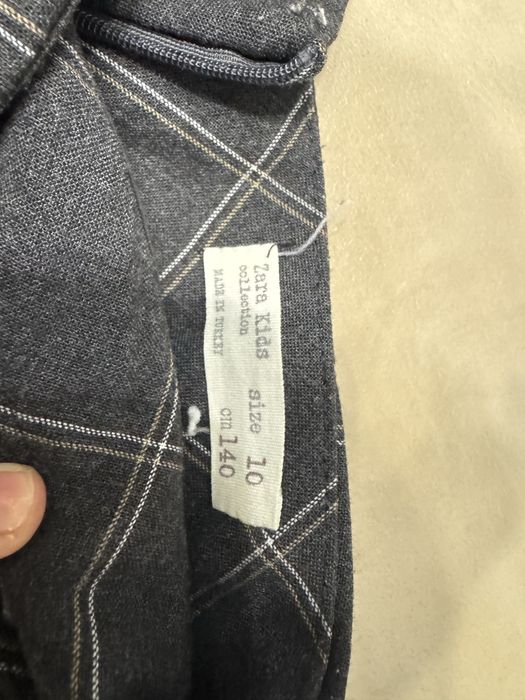 Zara Kids size 10
collection cm 140
MADE IN TURKEY